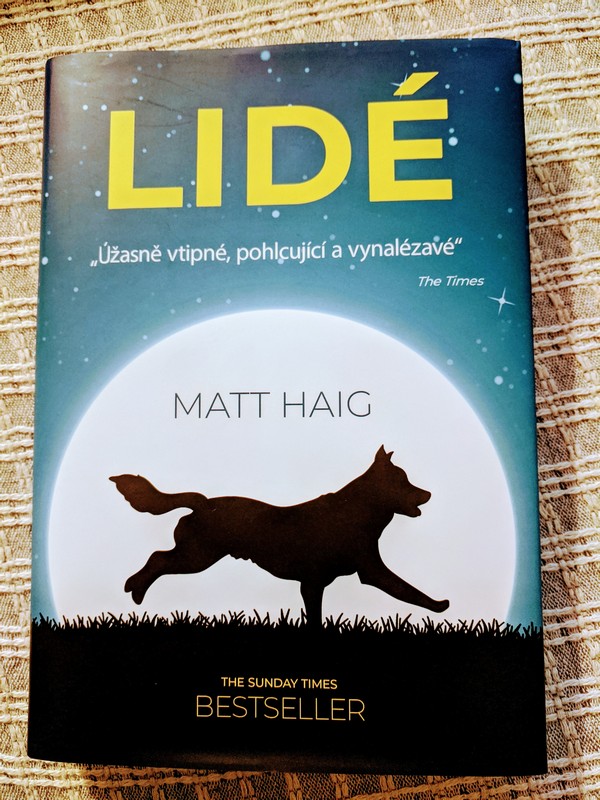 LIDÉ
„Úžasně vtipné, pohlcující a vynalézavé“
The Times
MATT HAIG
THE SUNDAY TIMES
BESTSELLER